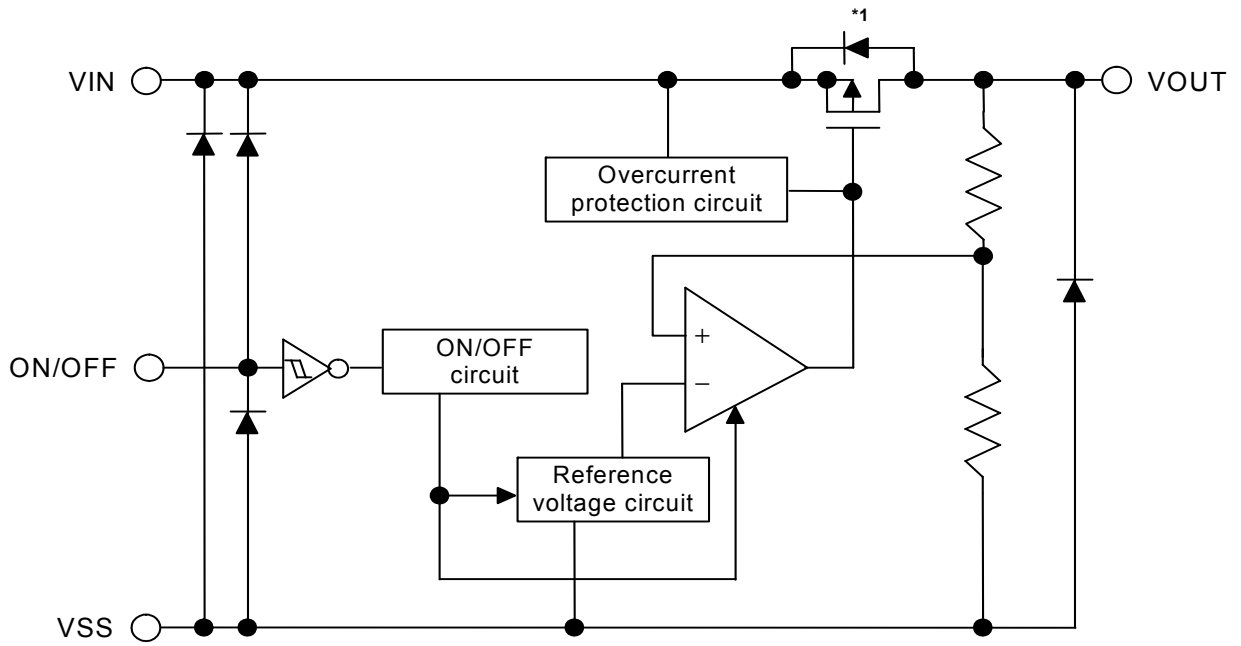 *1
VIN
VOUT
Overcurrent
protection circuit
ON/OFF
ON/OFF
circuit
+
−
Reference
voltage circuit
VSS